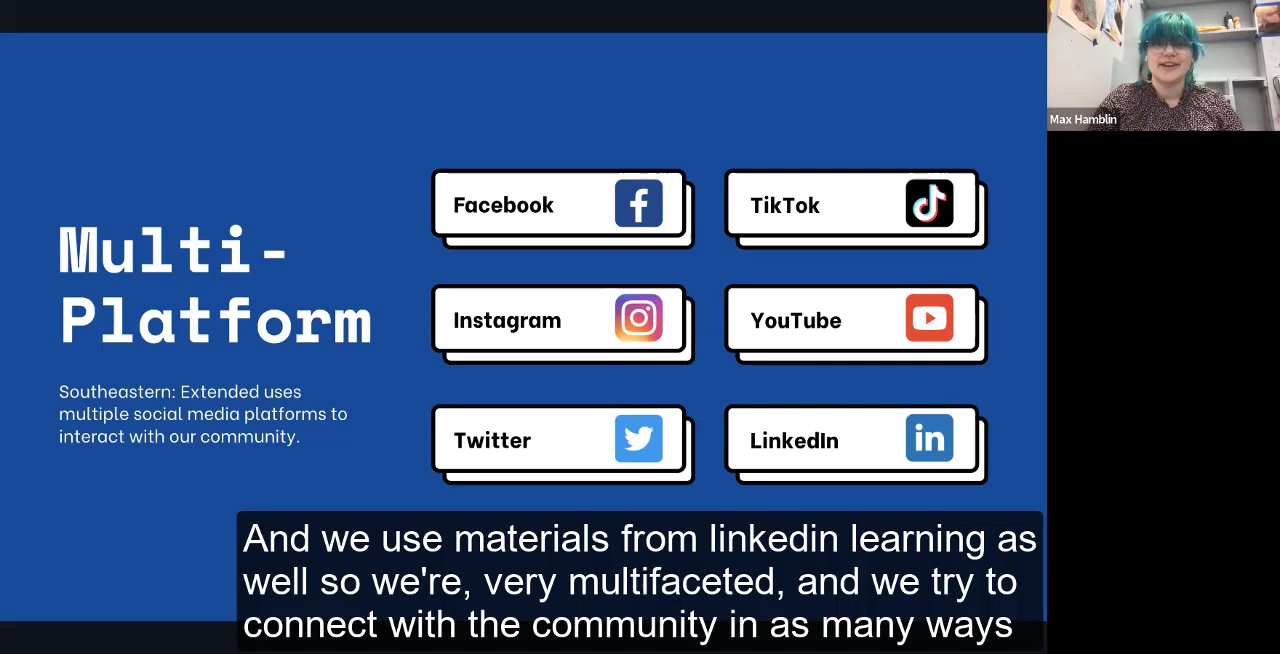 Multi-
Platform
Southeastern: Extended uses
multiple social media platforms to
interact with our community.
Facebook
TikTok
Instagram
YouTube
Twitter
LinkedIn
in
And we use materials from linkedin learning as
well so we're, very multifaceted, and we try to
connect with the community in as many ways
Max Hamblin